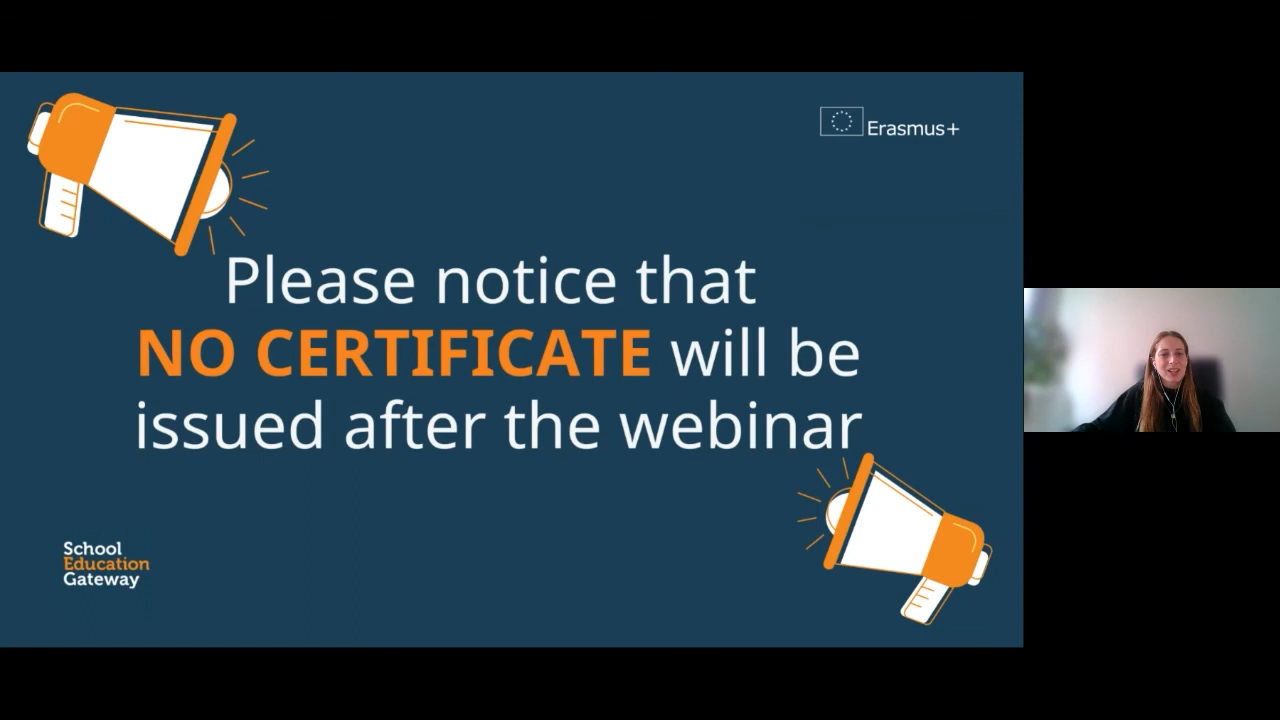 Erasmus+
Please notice that
NO CERTIFICATE will be
issued after the webinar
School
Education
Gateway